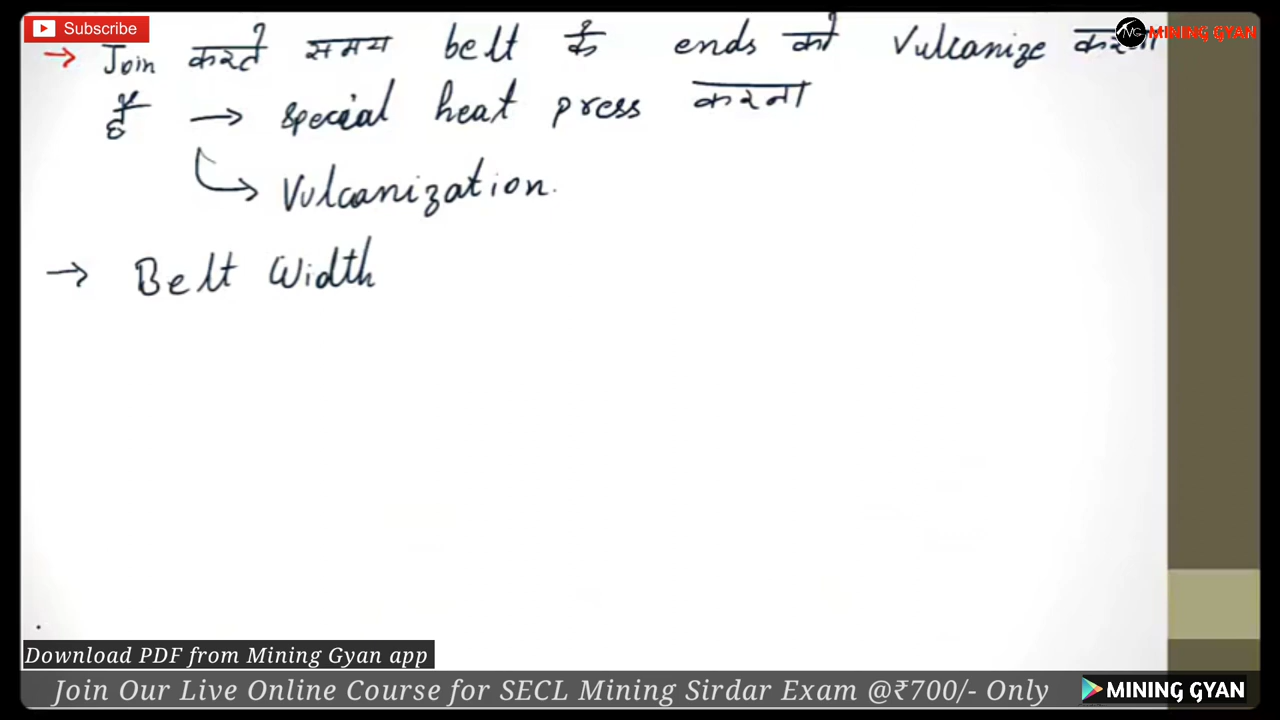 Subscribe
MINING GYAN
→ Join करते समय belt के ends को Vulcanize करना
है → special heat press करना
↳ Vulcanization.
→ Belt Width
Download PDF from Mining Gyan app
Join Our Live Online Course for SECL Mining Sirdar Exam @₹700/- Only
MINING GYAN